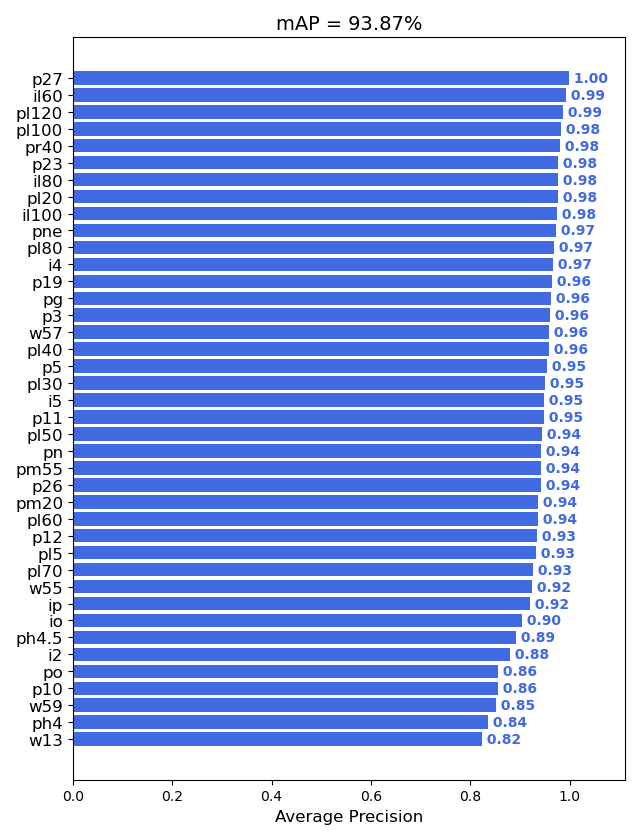 mAP = 93.87%
p27 1.00
il60 0.99
pl120 0.99
pl100 0.98
pr40 0.98
p23 0.98
il80 0.98
pl20 0.98
il100 0.98
pne 0.97
pl80 0.97
i4 0.97
p19 0.96
pg 0.96
p3 0.96
w57 0.96
pl40 0.96
p5 0.95
pl30 0.95
i5 0.95
p11 0.95
pl50 0.94
pn 0.94
pm55 0.94
p26 0.94
pm20 0.94
pl60 0.94
p12 0.93
pl5 0.93
pl70 0.93
w55 0.92
ip 0.92
io 0.90
ph4.5 0.89
i2 0.88
po 0.86
p10 0.86
w59 0.85
ph4 0.84
w13 0.82
0.0 0.2 0.4 0.6 0.8 1.0
Average Precision